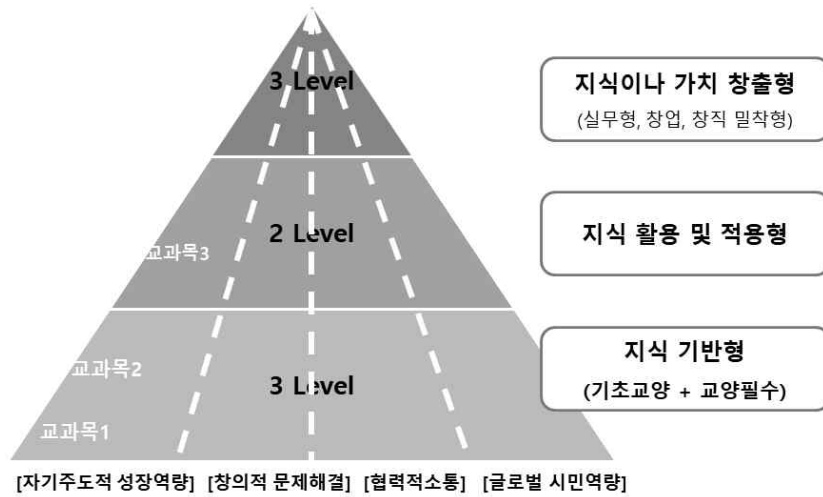 3 Level
지식이나 가치 창출형
(실무형, 창업, 창직 밀착형)
2 Level
교과목3
지식 활용 및 적용형
교과목2
3 Level
교과목1
지식 기반형
(기초교양 + 교양필수)
[자기주도적 성장역량] [창의적 문제해결] [협력적소통] [글로벌 시민역량]